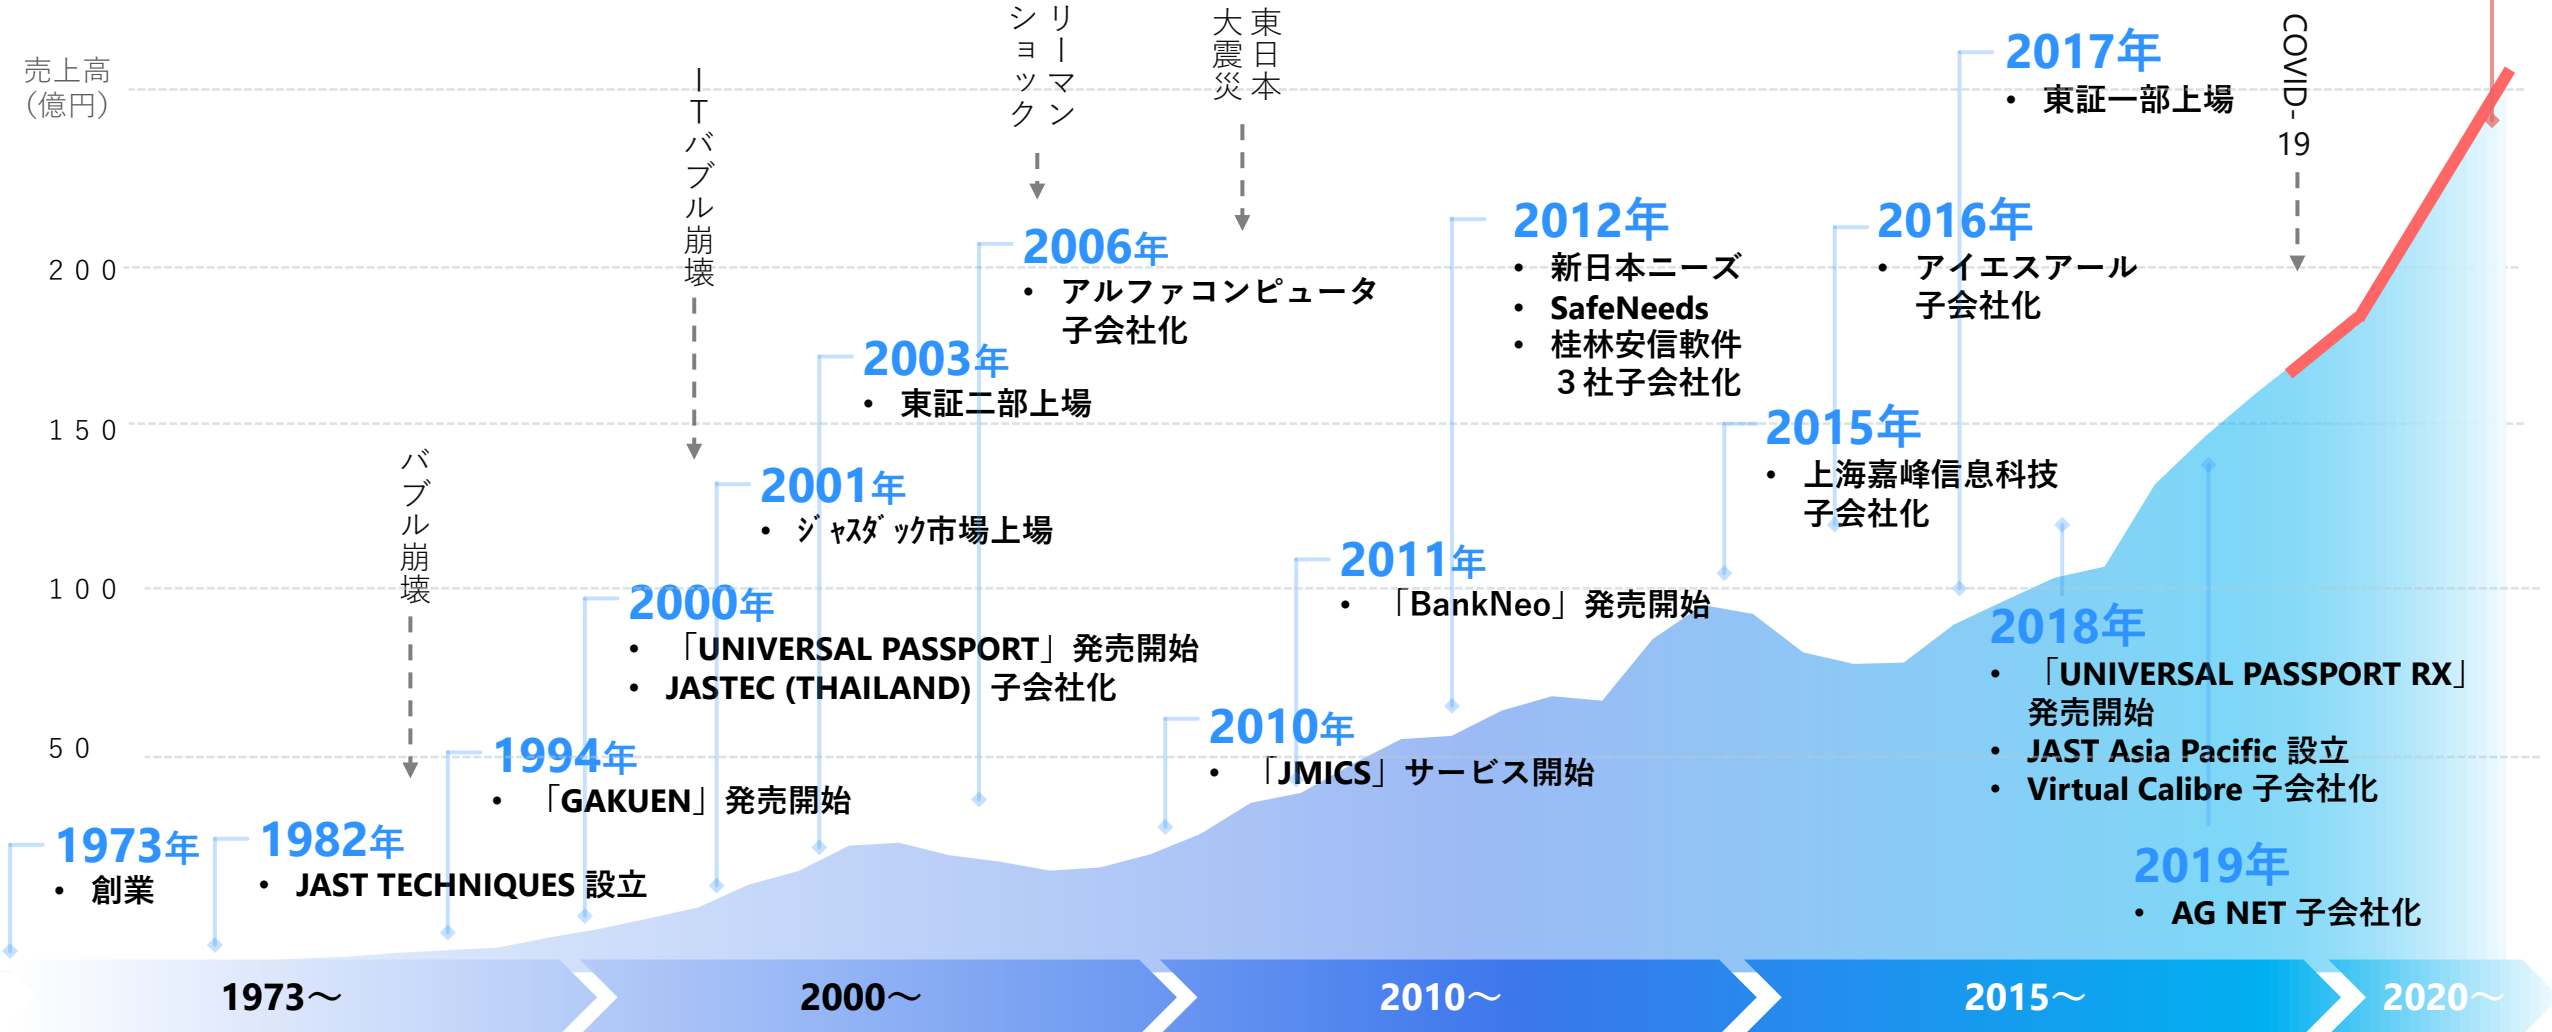 売上高
(億円)
200
150
100
50
バブル崩壊
ITバブル崩壊
リーマン
ショック
東日本
大震災
COVID-19
1973年
• 創業
1982年
• JAST TECHNIQUES 設立
1994年
• 「GAKUEN」発売開始
2000年
• 「UNIVERSAL PASSPORT」発売開始
• JASTEC (THAILAND) 子会社化
2001年
• ｼﾞｬｽﾀﾞｯｸ市場上場
2003年
• 東証二部上場
2006年
• アルファコンピュータ
子会社化
2010年
• 「JMICS」サービス開始
2011年
• 「BankNeo」発売開始
2012年
• 新日本ニーズ
• SafeNeeds
• 桂林安信軟件
３社子会社化
2015年
• 上海嘉峰信息科技
子会社化
2016年
• アイエスアール
子会社化
2017年
• 東証一部上場
2018年
• 「UNIVERSAL PASSPORT RX」
発売開始
• JAST Asia Pacific 設立
• Virtual Calibre 子会社化
2019年
• AG NET 子会社化
1973～
2000～
2010～
2015～
2020～